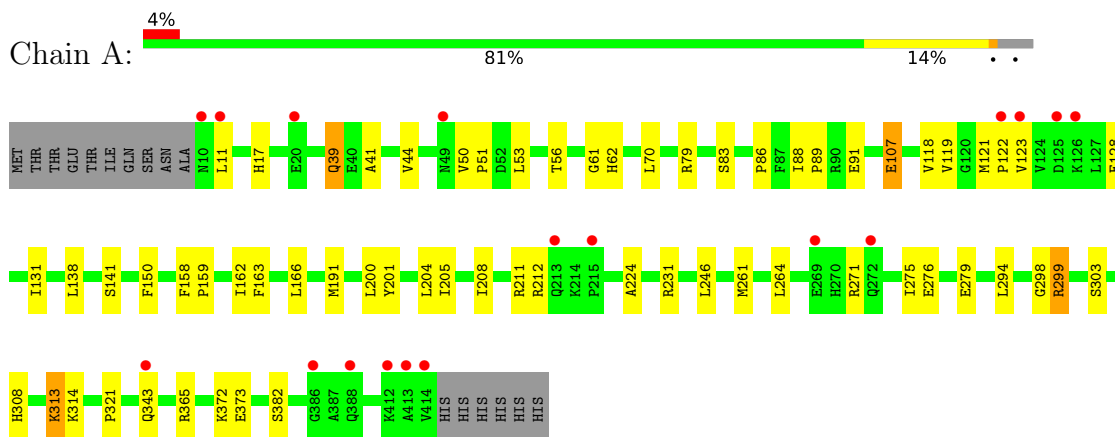 4%
Chain A:
81% 14% • •
MET THR THR GLU THR ILE GLN SER ASN ALA N10 L11 H17 E20 Q39 E40 A41 V44 N49 V50 P51 D52 L53 T56 G61 H62 L70 R79 S83 P86 F87 I88 P89 R90 E91 E107 V118 V119 G120 M121 P122 V123 V124 D125 K126 L127
I131 L138 S141 F150 F158 P159 I162 F163 L166 M191 L200 Y201 L204 I205 I208 R211 R212 Q213 K214 P215 A224 R231 L246 M261 L264 E269 H270 R271 Q272 I275 E276 E279 L294 G298 R299 S303
H308 K313 K314 P321 Q343 R365 K372 E373 S382 G386 A387 Q388 K412 A413 V414 HIS HIS HIS HIS HIS HIS